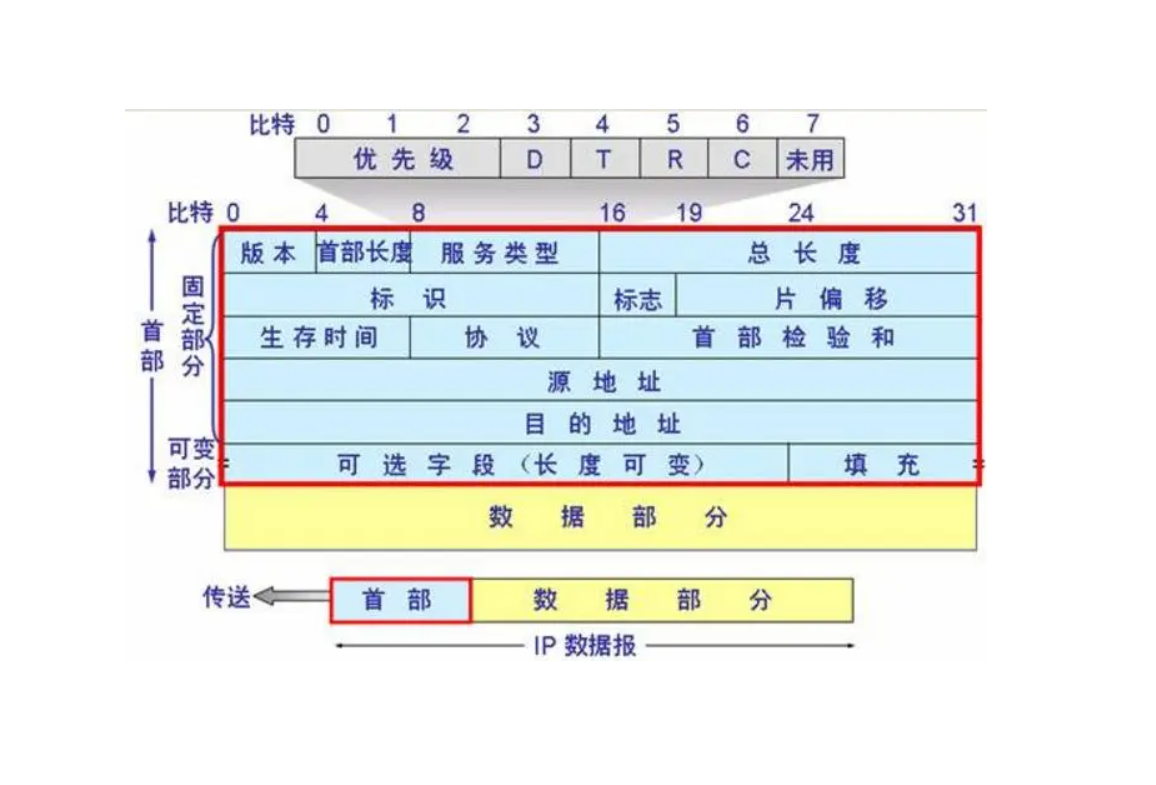 比特 0 1 2 3 4 5 6 7
优先级 D T R C 未用
比特 0 4 8 16 19 24 31
版本 首部长度 服务类型 总长度
标识 标志 片偏移
生存时间 协议 首部检验和
源地址
目的地址
可选字段（长度可变） 填充
首部
固定部分
可变部分
数据部分
传送 首部 数据部分
IP 数据报